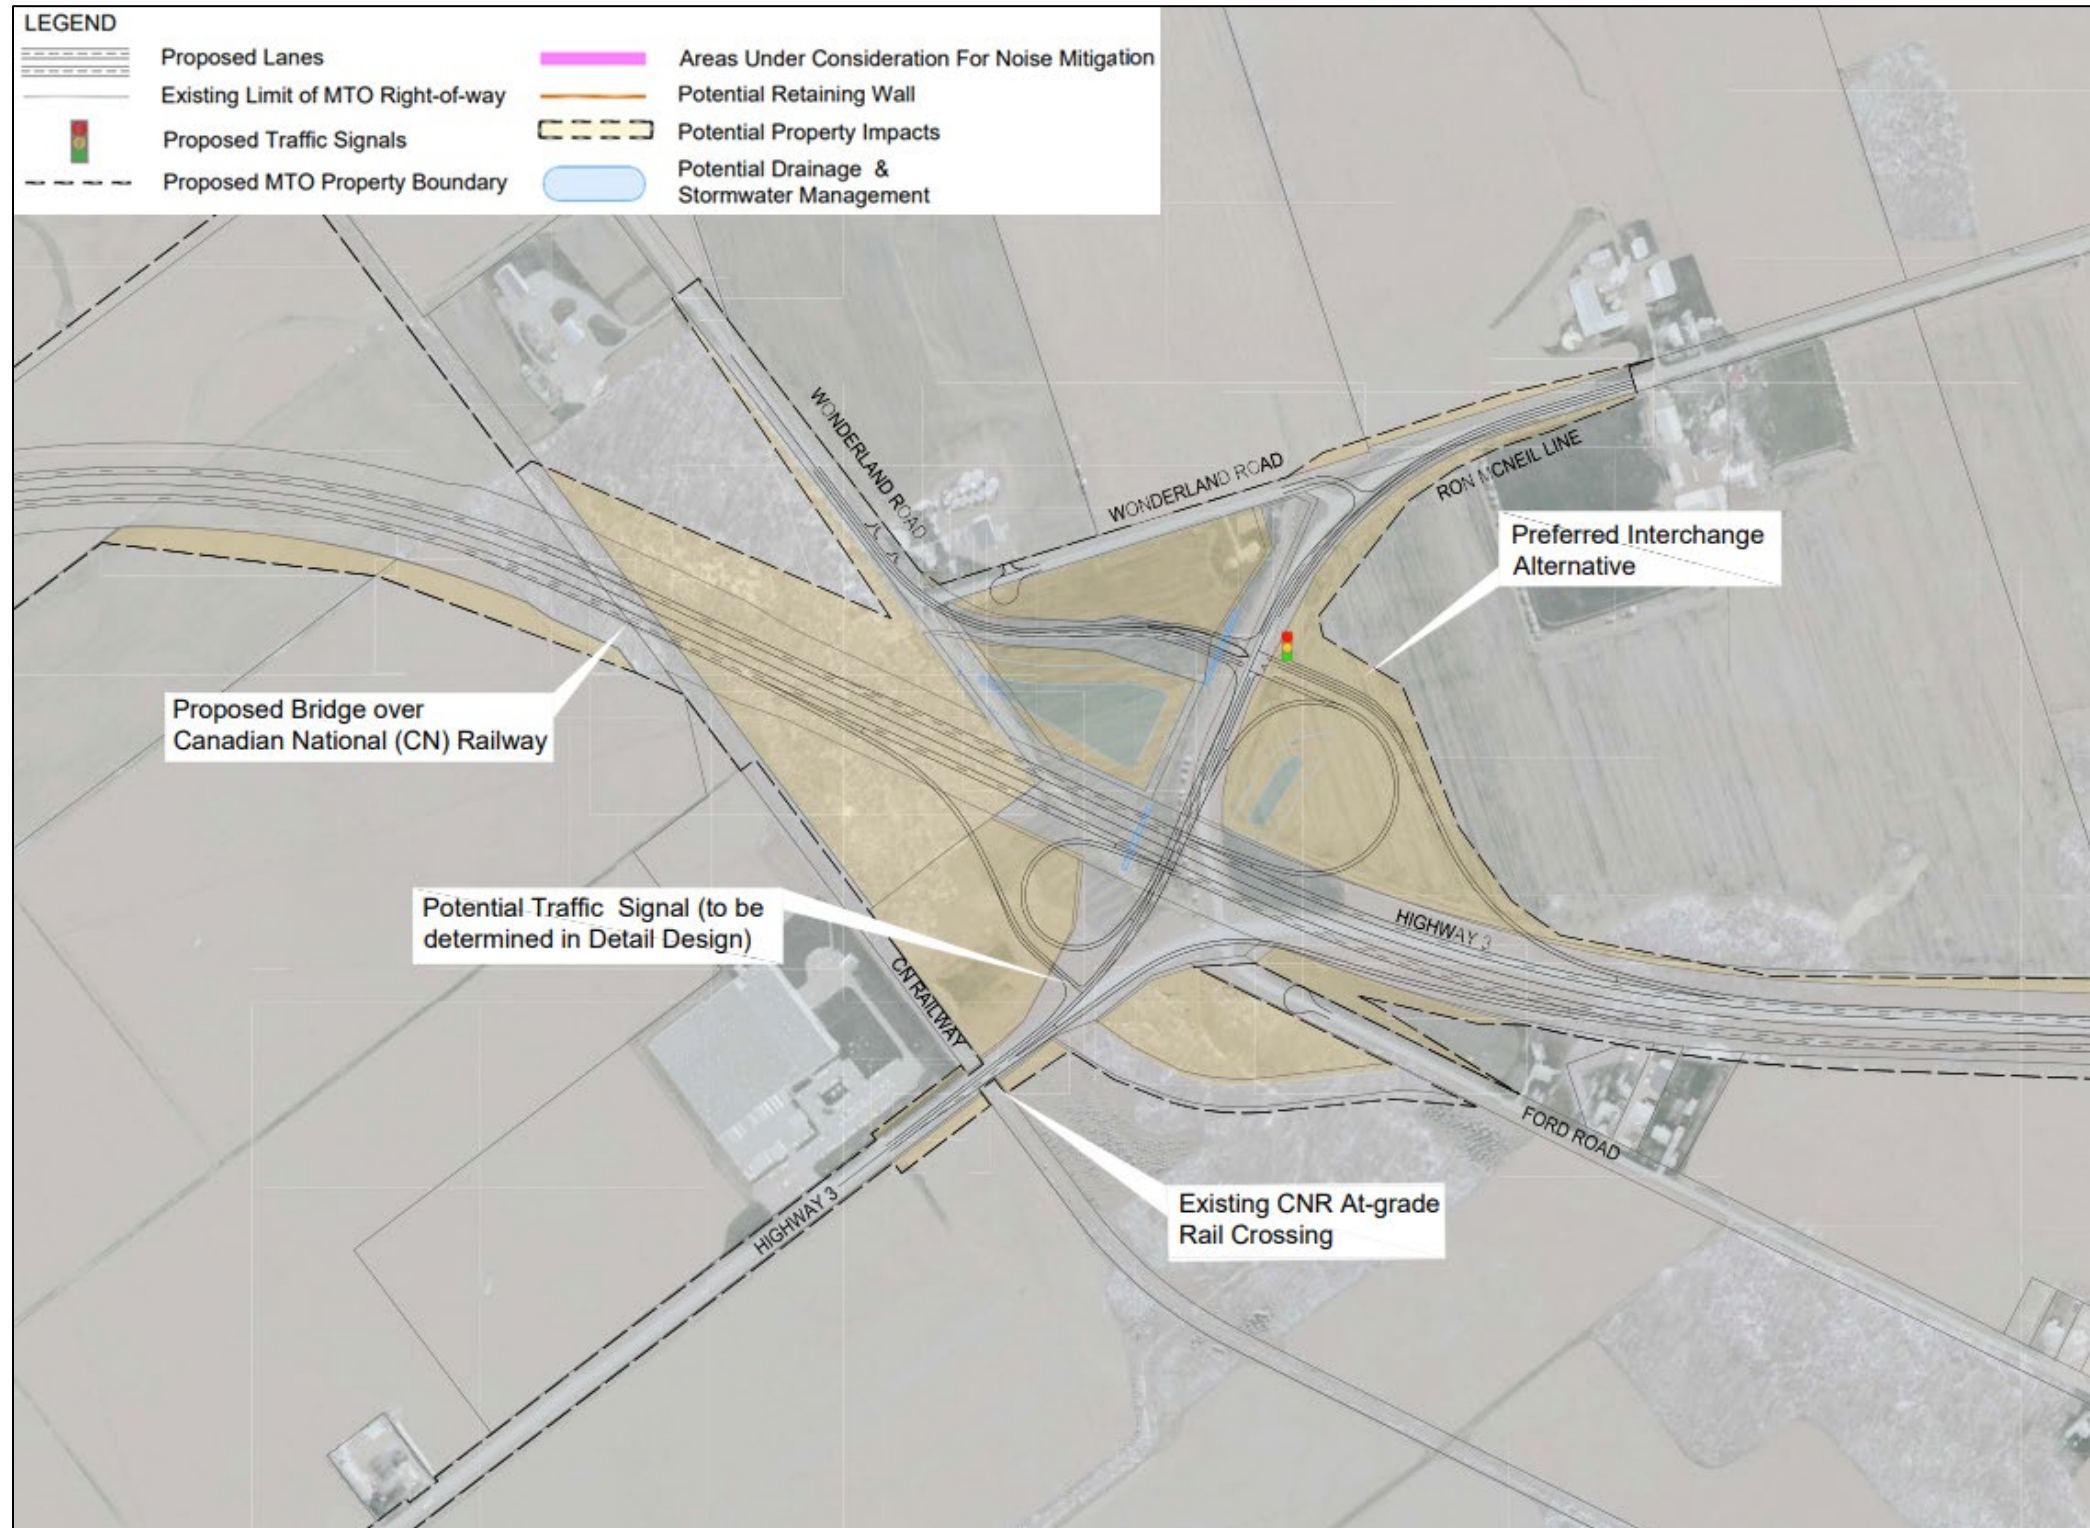 LEGEND
Proposed Lanes
Existing Limit of MTO Right-of-way
Proposed Traffic Signals
Proposed MTO Property Boundary
Areas Under Consideration For Noise Mitigation
Potential Retaining Wall
Potential Property Impacts
Potential Drainage &
Stormwater Management
WONDERLAND ROAD
WONDERLAND ROAD
RON MCNEIL LINE
Preferred Interchange
Alternative
Proposed Bridge over
Canadian National (CN) Railway
Potential Traffic Signal (to be
determined in Detail Design)
HIGHWAY 3
CN RAILWAY
FORD ROAD
Existing CNR At-grade
Rail Crossing
HIGHWAY 3